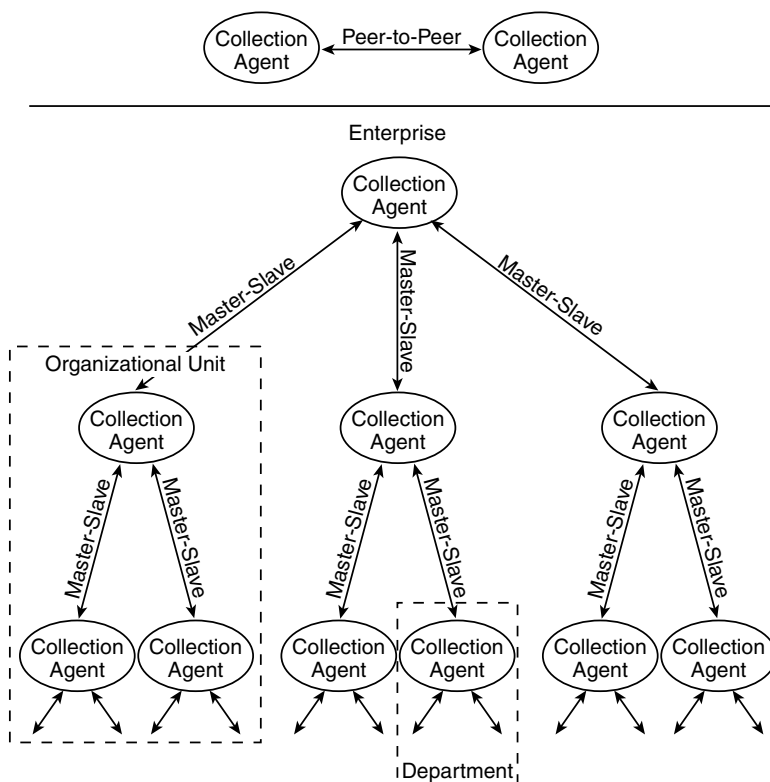 Collection
Agent
Peer-to-Peer
Collection
Agent
Enterprise
Collection
Agent
Master-Slave
Master-Slave
Master-Slave
Organizational Unit
Collection
Agent
Collection
Agent
Collection
Agent
Master-Slave
Master-Slave
Master-Slave
Master-Slave
Master-Slave
Master-Slave
Collection
Agent
Collection
Agent
Collection
Agent
Collection
Agent
Collection
Agent
Collection
Agent
Department